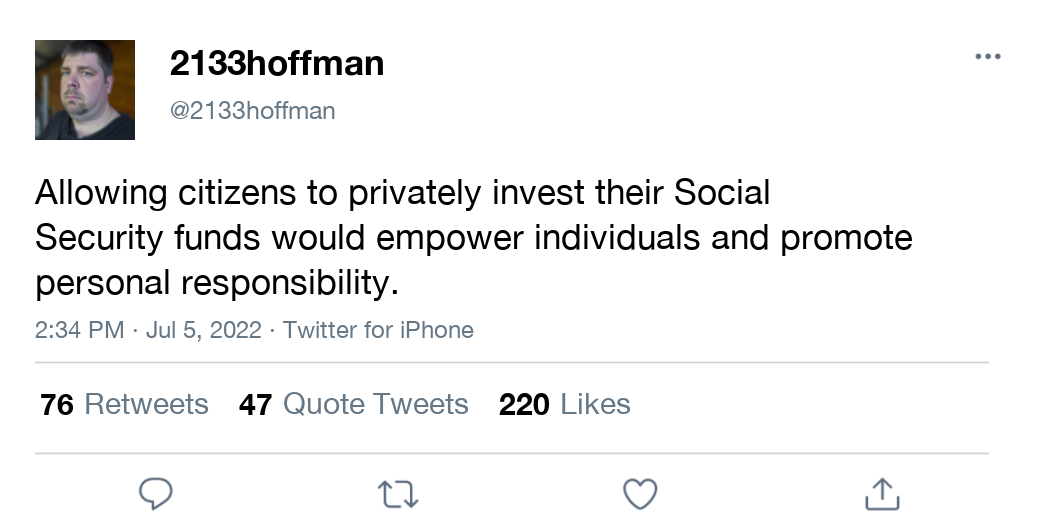 2133hoffman
@2133hoffman
Allowing citizens to privately invest their Social
Security funds would empower individuals and promote
personal responsibility.
2:34 PM · Jul 5, 2022 · Twitter for iPhone
76 Retweets 47 Quote Tweets 220 Likes